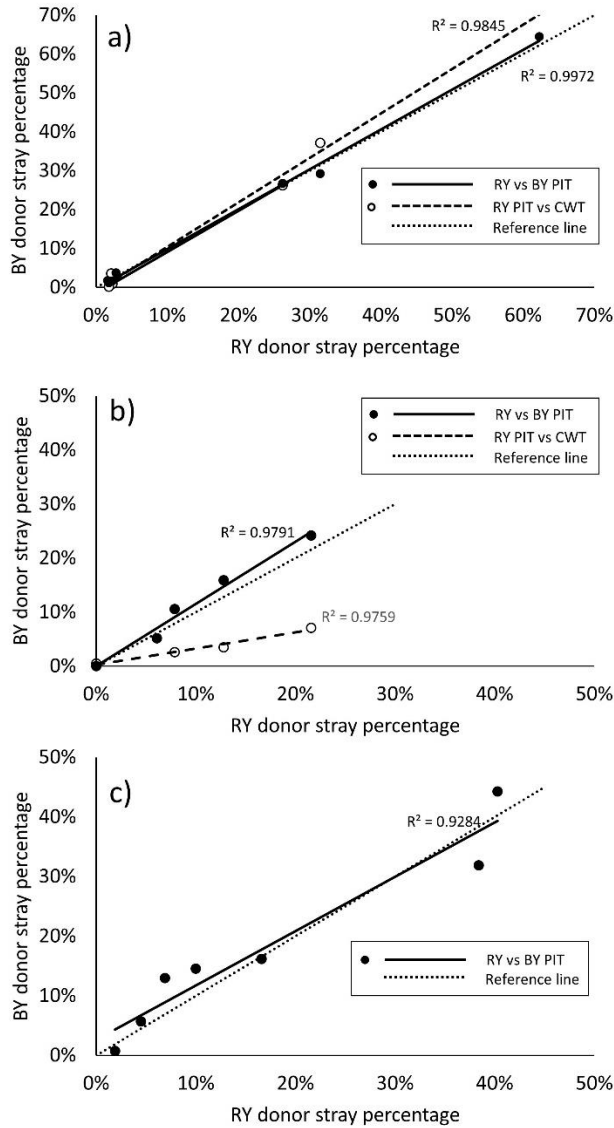 70%
60%
50%
40%
30%
20%
10%
0%
BY donor stray percentage
a)
R² = 0.9845
R² = 0.9972
RY vs BY PIT
RY PIT vs CWT
Reference line
0% 10% 20% 30% 40% 50% 60% 70%
RY donor stray percentage
50%
40%
30%
20%
10%
0%
BY donor stray percentage
b)
RY vs BY PIT
RY PIT vs CWT
Reference line
R² = 0.9791
R² = 0.9759
0% 10% 20% 30% 40% 50%
RY donor stray percentage
50%
40%
30%
20%
10%
0%
BY donor stray percentage
c)
R² = 0.9284
RY vs BY PIT
Reference line
0% 10% 20% 30% 40% 50%
RY donor stray percentage